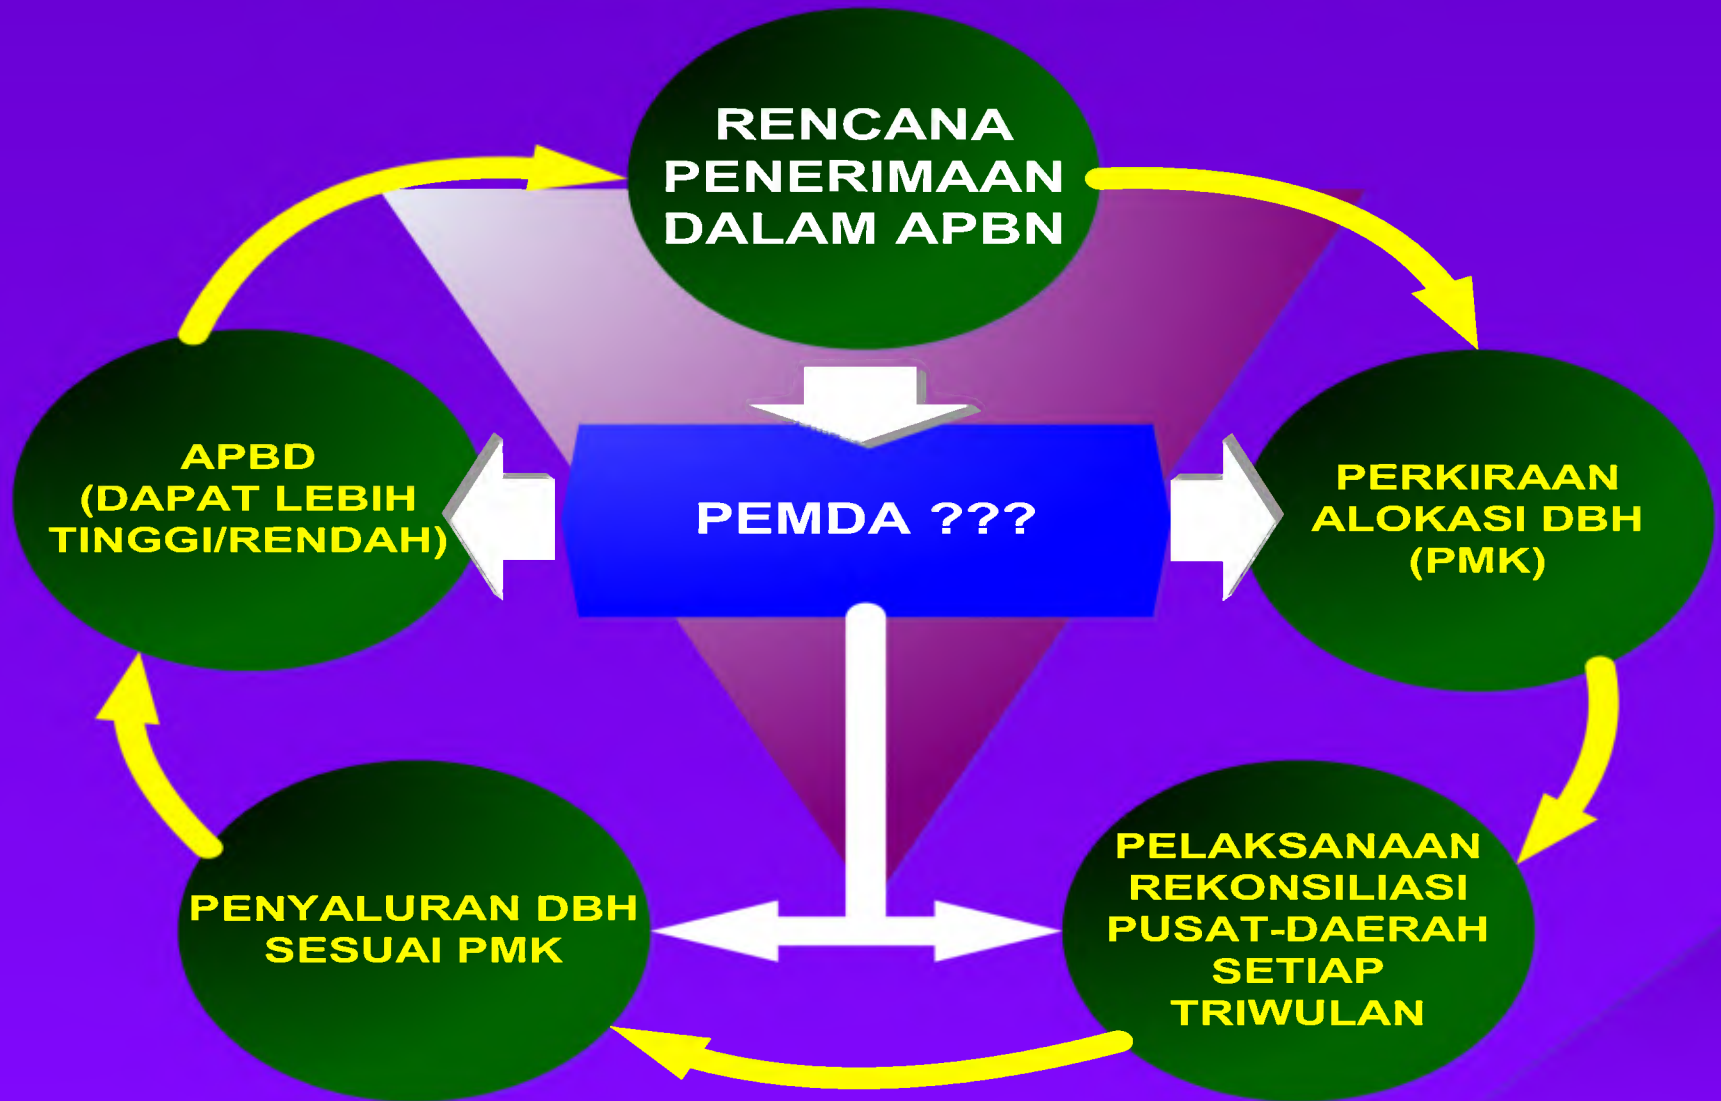 RENCANA
PENERIMAAN
DALAM APBN
APBD
(DAPAT LEBIH
TINGGI/RENDAH)
PEMDA ???
PERKIRAAN
ALOKASI DBH
(PMK)
PENYALURAN DBH
SESUAI PMK
PELAKSANAAN
REKONSILIASI
PUSAT-DAERAH
SETIAP
TRIWULAN